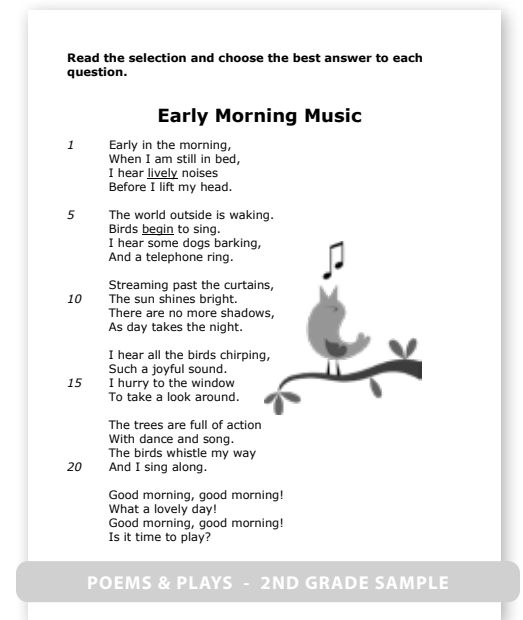 Read the selection and choose the best answer to each
question.
Early Morning Music
1 Early in the morning,
When I am still in bed,
I hear lively noises
Before I lift my head.
5 The world outside is waking.
Birds begin to sing.
I hear some dogs barking,
And a telephone ring.
Streaming past the curtains,
10 The sun shines bright.
There are no more shadows,
As day takes the night.
I hear all the birds chirping,
Such a joyful sound.
15 I hurry to the window
To take a look around.
The trees are full of action
With dance and song.
The birds whistle my way
20 And I sing along.
Good morning, good morning!
What a lovely day!
Good morning, good morning!
Is it time to play?
POEMS & PLAYS - 2ND GRADE SAMPLE